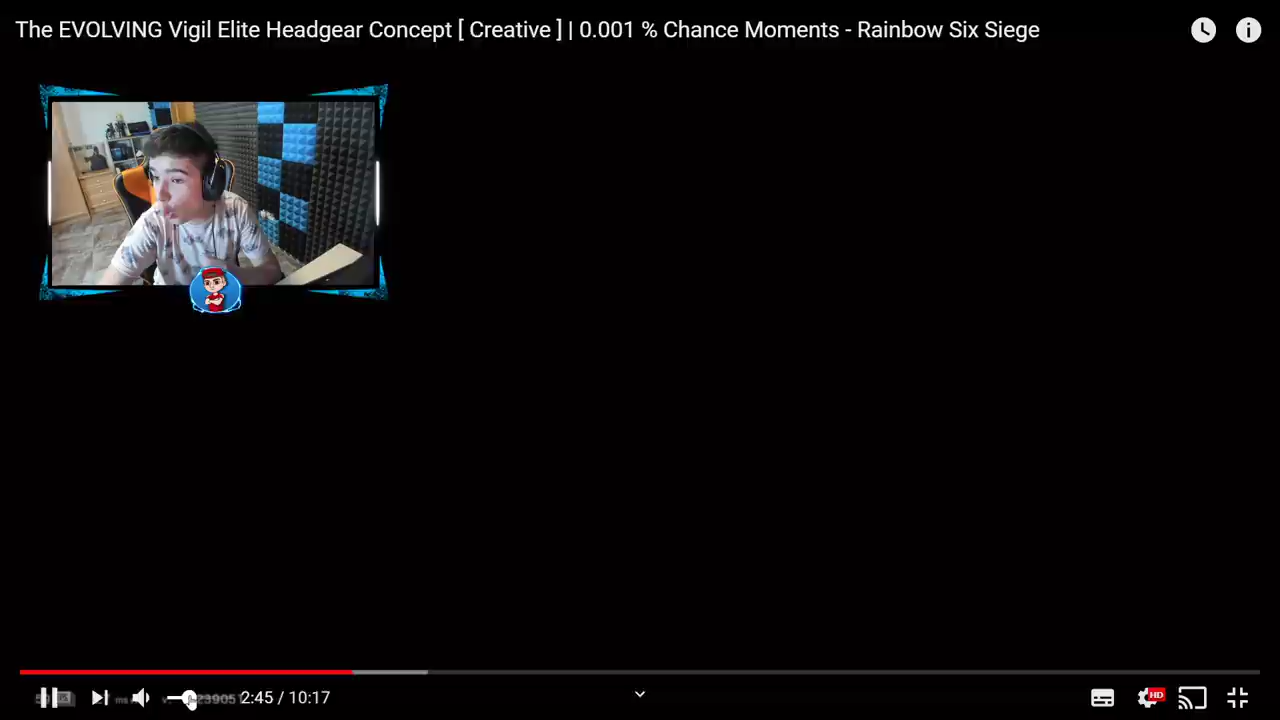 The EVOLVING Vigil Elite Headgear Concept [ Creative ] | 0.001 % Chance Moments - Rainbow Six Siege
2:45 / 10:17
HD